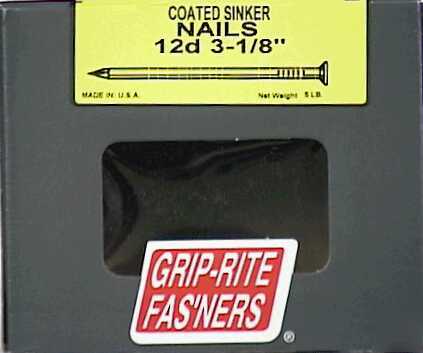 COATED SINKER
NAILS
12d 3-1/8"
MADE IN U.S.A.
Net Weight 5 LB.
GRIP-RITE
FAS'NERS
®